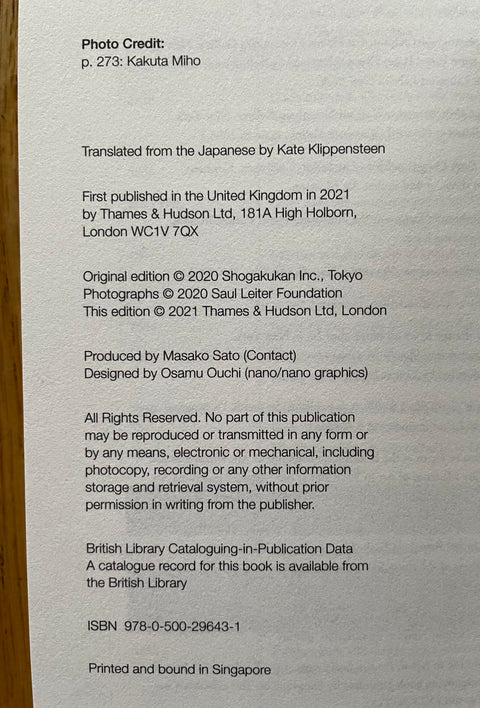 Photo Credit:
p. 273: Kakuta Miho
Translated from the Japanese by Kate Klippensteen
First published in the United Kingdom in 2021
by Thames & Hudson Ltd, 181A High Holborn,
London WC1V 7QX
Original edition © 2020 Shogakukan Inc., Tokyo
Photographs © 2020 Saul Leiter Foundation
This edition © 2021 Thames & Hudson Ltd, London
Produced by Masako Sato (Contact)
Designed by Osamu Ouchi (nano/nano graphics)
All Rights Reserved. No part of this publication
may be reproduced or transmitted in any form or
by any means, electronic or mechanical, including
photocopy, recording or any other information
storage and retrieval system, without prior
permission in writing from the publisher.
British Library Cataloguing-in-Publication Data
A catalogue record for this book is available from
the British Library
ISBN 978-0-500-29643-1
Printed and bound in Singapore